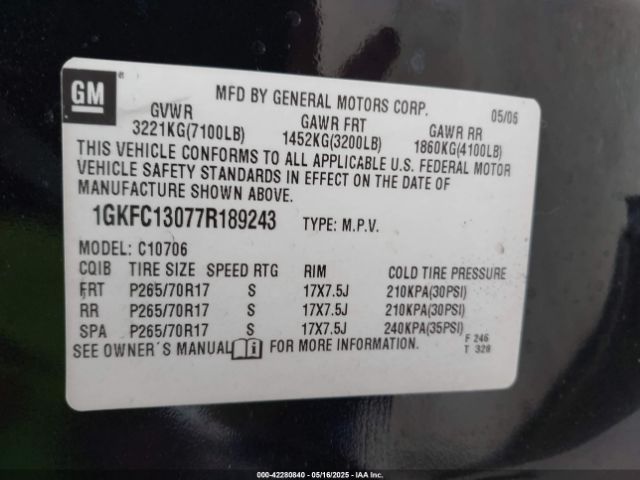 GM®
MFD BY GENERAL MOTORS CORP. 05/06
GVWR GAWR FRT GAWR RR
3221KG(7100LB) 1452KG(3200LB) 1860KG(4100LB)
THIS VEHICLE CONFORMS TO ALL APPLICABLE U.S. FEDERAL MOTOR
VEHICLE SAFETY STANDARDS IN EFFECT ON THE DATE OF
MANUFACTURE SHOWN ABOVE.
1GKFC13077R189243 TYPE: M.P.V.
MODEL: C10706
CQIB TIRE SIZE SPEED RTG RIM COLD TIRE PRESSURE
FRT P265/70R17 S 17X7.5J 210KPA(30PSI)
RR P265/70R17 S 17X7.5J 210KPA(30PSI)
SPA P265/70R17 S 17X7.5J 240KPA(35PSI)
SEE OWNER´S MANUAL i FOR MORE INFORMATION. F 246
T 328
000-42280840 - 05/16/2025 - IAA Inc.